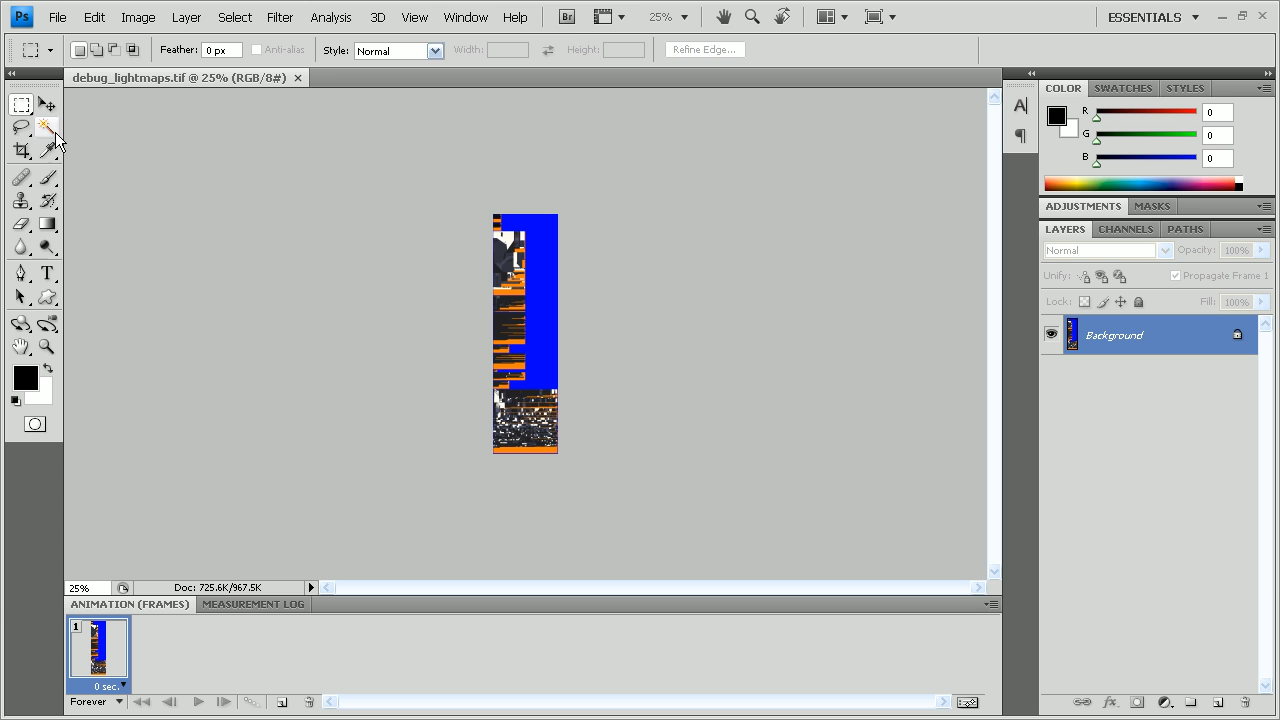 Ps File Edit Image Layer Select Filter Analysis 3D View Window Help Br 25% ESSENTIALS
Feather: 0 px Anti-alias Style: Normal Width: Height: Refine Edge...
debug_lightmaps.tif @ 25% (RGB/8#)
COLOR SWATCHES STYLES
R 0
G 0
B 0
ADJUSTMENTS MASKS
LAYERS CHANNELS PATHS
Normal Opacity: 100%
Unify: Propagate Frame 1
Lock: Fill: 100%
Background
T
A
25% Doc: 725.6K/967.5K
ANIMATION (FRAMES) MEASUREMENT LOG
1
0 sec.
Forever
fx